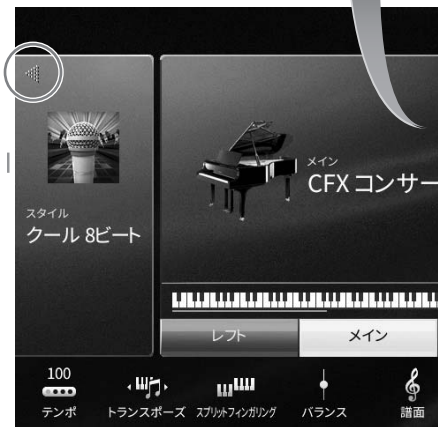 スタイル
クール 8ビート
メイン
CFX コンサー
レフト
メイン
100
テンポ
トランスポーズ
スプリットフィンガリング
バランス
譜面